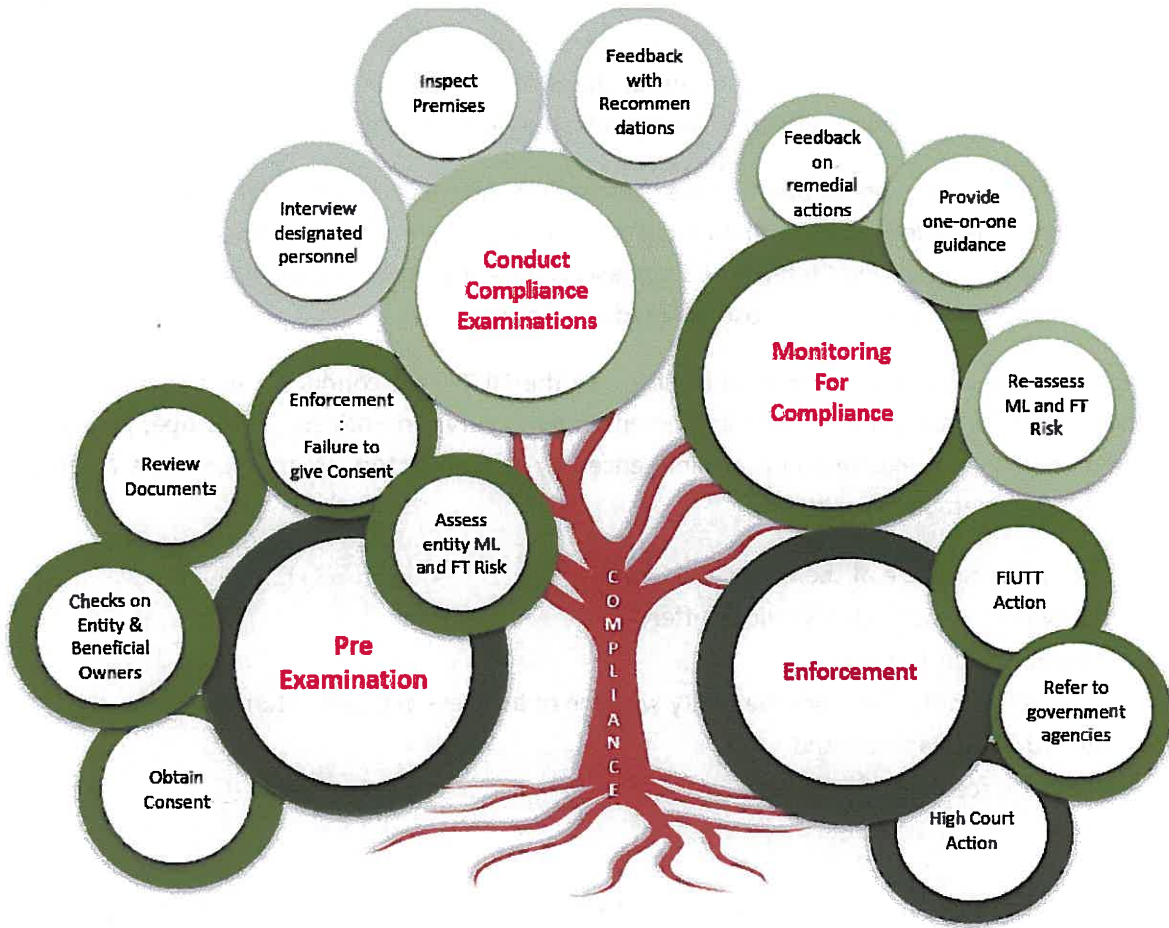 Inspect
Premises
Feedback
with
Recommen
dations
Interview
designated
personnel
Conduct
Compliance
Examinations
Feedback
on
remedial
actions
Provide
one-on-one
guidance
Monitoring
For
Compliance
Re-assess
ML and FT
Risk
Enforcement
:
Failure to
give Consent
Review
Documents
Assess
entity ML
and FT Risk
Checks on
Entity &
Beneficial
Owners
Pre
Examination
Obtain
Consent
COMPLIANCE
Enforcement
FIUTT
Action
Refer to
government
agencies
High Court
Action